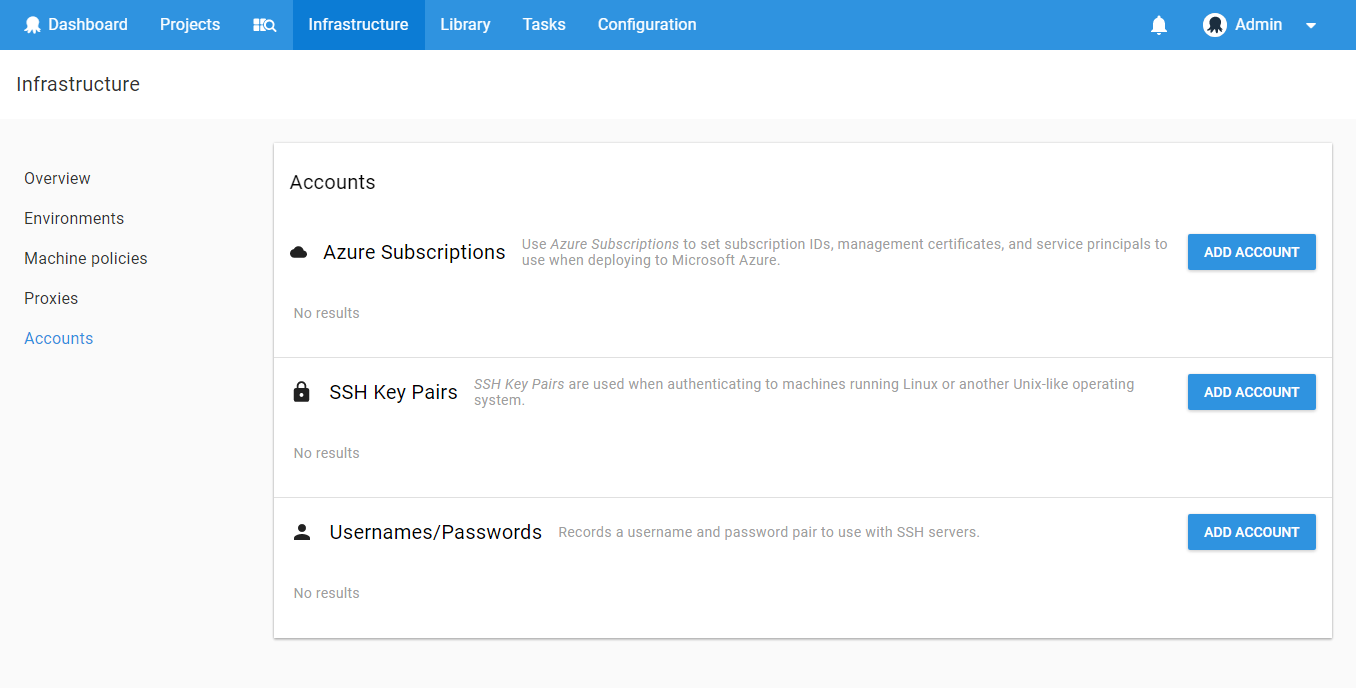 Dashboard Projects Infrastructure Library Tasks Configuration Admin
Infrastructure
Overview
Environments
Machine policies
Proxies
Accounts
Accounts
Azure Subscriptions
Use Azure Subscriptions to set subscription IDs, management certificates, and service principals to
use when deploying to Microsoft Azure.
ADD ACCOUNT
No results
SSH Key Pairs
SSH Key Pairs are used when authenticating to machines running Linux or another Unix-like operating
system.
ADD ACCOUNT
No results
Usernames/Passwords
Records a username and password pair to use with SSH servers.
ADD ACCOUNT
No results